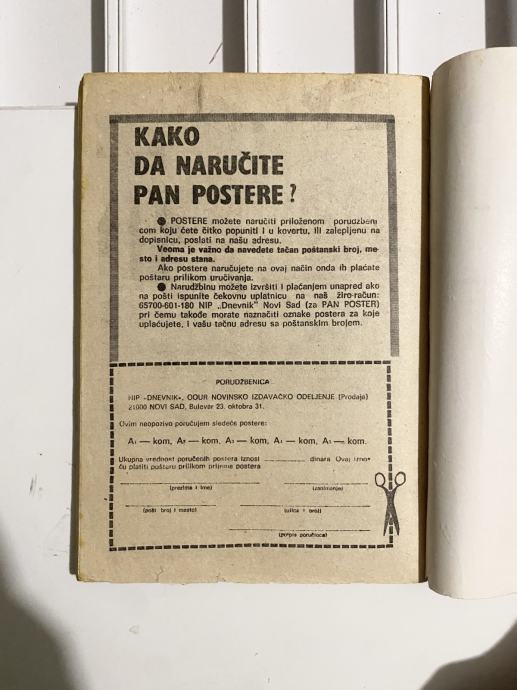 KAKO
DA NARUČITE
PAN POSTERE?
● POSTERE možete naručiti priloženom porudzbeni
com koju ćete čitko popuniti i u kovertu, ili zalepljenu na
dopisnicu, poslati na našu adresu.
Veoma je važno da navedete tačan poštanski broj, me-
sto i adresu stana.
Ako postere naručujete na ovaj način onda ih plaćate
poštaru prilikom uručivanja.
● Narudžbinu možete izvršiti i plaćanjem unapred ako
na pošti ispunite čekovnu uplatnicu na naš žiro-račun:
65700-601-180 NIP „Dnevnik" Novi Sad (za PAN POSTER)
pri čemu takođe morate naznačiti oznake postera za koje
uplaćujete, i vašu tačnu adresu sa poštanskim brojem.
PORUDŽBENICA
NIP »DNEVNIK«, OOUR NOVINSKO IZDAVAČKO ODELJENJE (Prodaja)
21000 NOVI SAD, Bulevar 23. oktobra 31.
Ovim neopozivo poručujem sledeće postere:
A₁ — kom, A₂ — kom, A₃ — kom, A₄ — kom, A₅ — kom.
Ukupna vrednost poručenih postera iznosi dinara Ovaj iznos
ću platiti poštaru prilikom prijema postera
(prezime i ime) (zanimanje)
(pošt broj i mesto) (ulica i broj)
(potpis poručioca)